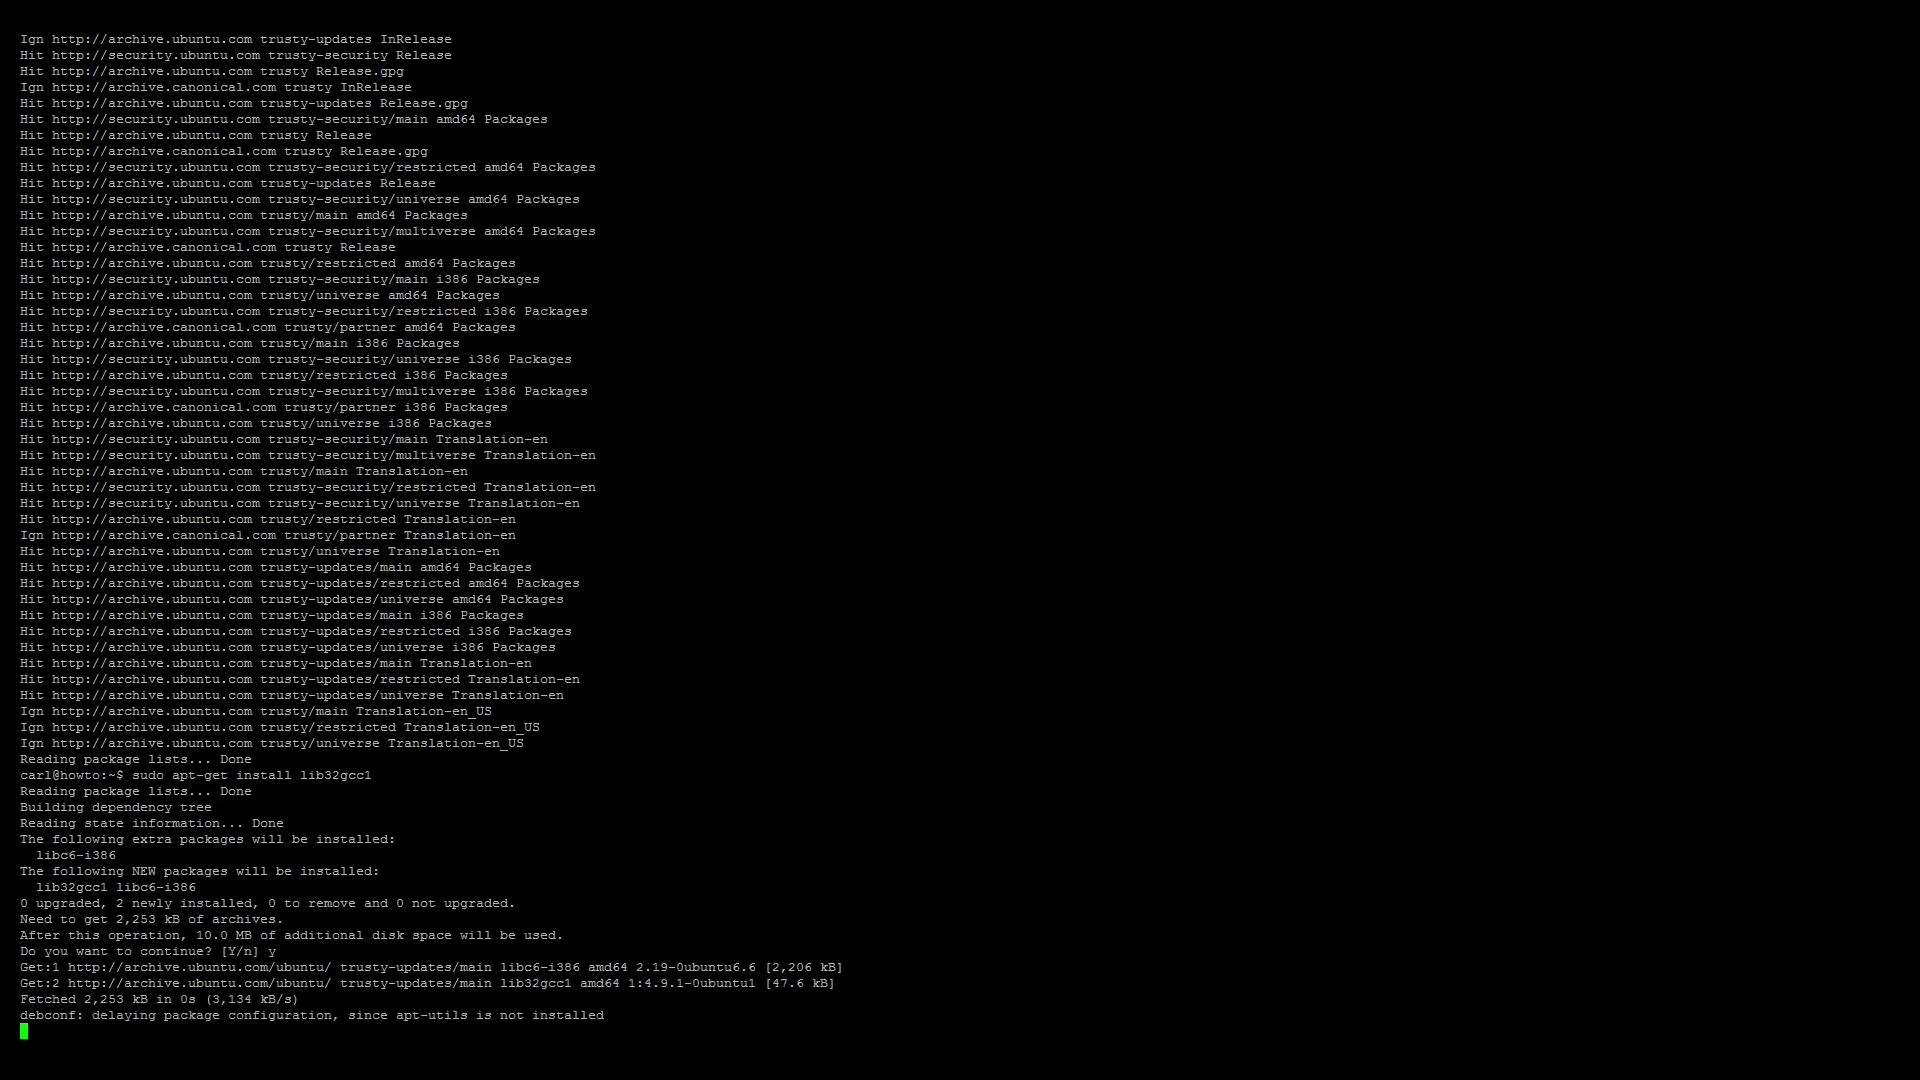 Ign http://archive.ubuntu.com trusty-updates InRelease
Hit http://security.ubuntu.com trusty-security Release
Hit http://archive.ubuntu.com trusty Release.gpg
Ign http://archive.canonical.com trusty InRelease
Hit http://archive.ubuntu.com trusty-updates Release.gpg
Hit http://security.ubuntu.com trusty-security/main amd64 Packages
Hit http://archive.ubuntu.com trusty Release
Hit http://archive.canonical.com trusty Release.gpg
Hit http://security.ubuntu.com trusty-security/restricted amd64 Packages
Hit http://archive.ubuntu.com trusty-updates Release
Hit http://security.ubuntu.com trusty-security/universe amd64 Packages
Hit http://archive.ubuntu.com trusty/main amd64 Packages
Hit http://security.ubuntu.com trusty-security/multiverse amd64 Packages
Hit http://archive.canonical.com trusty Release
Hit http://archive.ubuntu.com trusty/restricted amd64 Packages
Hit http://security.ubuntu.com trusty-security/main i386 Packages
Hit http://archive.ubuntu.com trusty/universe amd64 Packages
Hit http://security.ubuntu.com trusty-security/restricted i386 Packages
Hit http://archive.canonical.com trusty/partner amd64 Packages
Hit http://archive.ubuntu.com trusty/main i386 Packages
Hit http://security.ubuntu.com trusty-security/universe i386 Packages
Hit http://archive.ubuntu.com trusty/restricted i386 Packages
Hit http://security.ubuntu.com trusty-security/multiverse i386 Packages
Hit http://archive.canonical.com trusty/partner i386 Packages
Hit http://archive.ubuntu.com trusty/universe i386 Packages
Hit http://security.ubuntu.com trusty-security/main Translation-en
Hit http://security.ubuntu.com trusty-security/multiverse Translation-en
Hit http://archive.ubuntu.com trusty/main Translation-en
Hit http://security.ubuntu.com trusty-security/restricted Translation-en
Hit http://security.ubuntu.com trusty-security/universe Translation-en
Hit http://archive.ubuntu.com trusty/restricted Translation-en
Ign http://archive.canonical.com trusty/partner Translation-en
Hit http://archive.ubuntu.com trusty/universe Translation-en
Hit http://archive.ubuntu.com trusty-updates/main amd64 Packages
Hit http://archive.ubuntu.com trusty-updates/restricted amd64 Packages
Hit http://archive.ubuntu.com trusty-updates/universe amd64 Packages
Hit http://archive.ubuntu.com trusty-updates/main i386 Packages
Hit http://archive.ubuntu.com trusty-updates/restricted i386 Packages
Hit http://archive.ubuntu.com trusty-updates/universe i386 Packages
Hit http://archive.ubuntu.com trusty-updates/main Translation-en
Hit http://archive.ubuntu.com trusty-updates/restricted Translation-en
Hit http://archive.ubuntu.com trusty-updates/universe Translation-en
Ign http://archive.ubuntu.com trusty/main Translation-en_US
Ign http://archive.ubuntu.com trusty/restricted Translation-en_US
Ign http://archive.ubuntu.com trusty/universe Translation-en_US
Reading package lists... Done
carl@howto:~$ sudo apt-get install lib32gcc1
Reading package lists... Done
Building dependency tree
Reading state information... Done
The following extra packages will be installed:
  libc6-i386
The following NEW packages will be installed:
  lib32gcc1 libc6-i386
0 upgraded, 2 newly installed, 0 to remove and 0 not upgraded.
Need to get 2,253 kB of archives.
After this operation, 10.0 MB of additional disk space will be used.
Do you want to continue? [Y/n] y
Get:1 http://archive.ubuntu.com/ubuntu/ trusty-updates/main libc6-i386 amd64 2.19-0ubuntu6.6 [2,206 kB]
Get:2 http://archive.ubuntu.com/ubuntu/ trusty-updates/main lib32gcc1 amd64 1:4.9.1-0ubuntu1 [47.6 kB]
Fetched 2,253 kB in 0s (3,134 kB/s)
debconf: delaying package configuration, since apt-utils is not installed